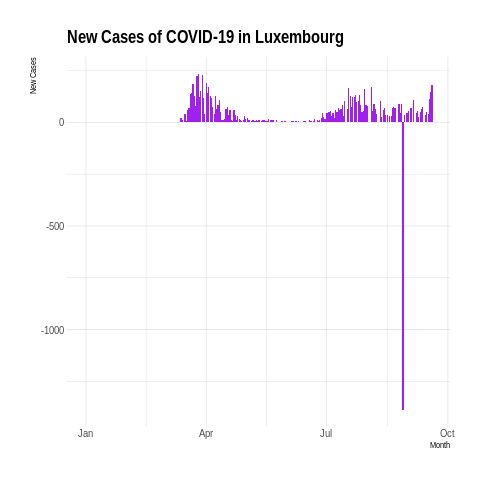 New Cases of COVID-19 in Luxembourg
New Cases
0
-500
-1000
Jan
Apr
Jul
Oct
Month